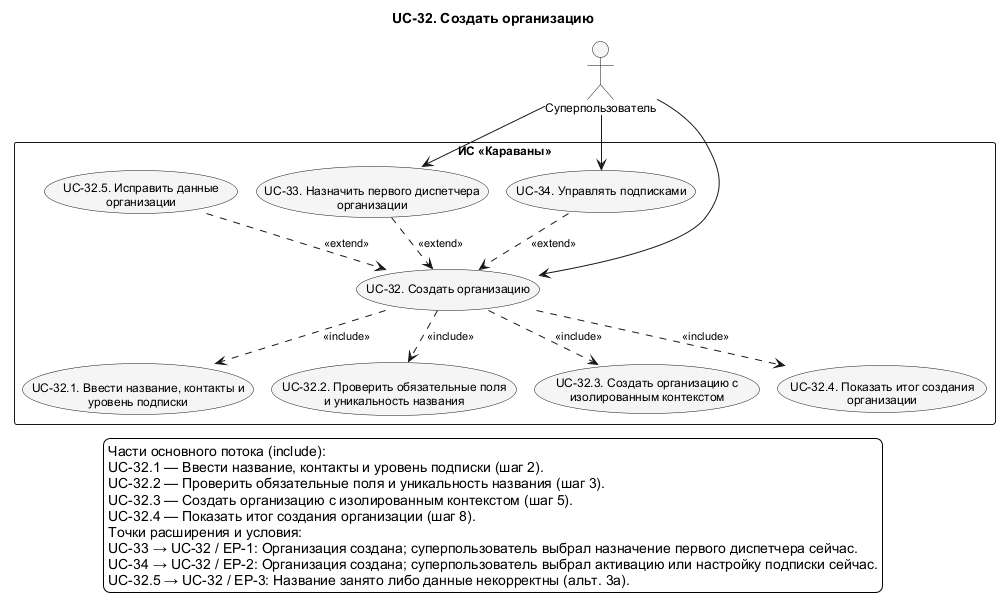 UC-32. Создать организацию
Суперпользователь
ИС «Караваны»
UC-32.5. Исправить данные
организации
UC-33. Назначить первого диспетчера
организации
UC-34. Управлять подписками
«extend»
«extend»
«extend»
UC-32. Создать организацию
«include»
«include»
«include»
«include»
UC-32.1. Ввести название, контакты и
уровень подписки
UC-32.2. Проверить обязательные поля
и уникальность названия
UC-32.3. Создать организацию с
изолированным контекстом
UC-32.4. Показать итог создания
организации
Части основного потока (include):
UC-32.1 — Ввести название, контакты и уровень подписки (шаг 2).
UC-32.2 — Проверить обязательные поля и уникальность названия (шаг 3).
UC-32.3 — Создать организацию с изолированным контекстом (шаг 5).
UC-32.4 — Показать итог создания организации (шаг 8).
Точки расширения и условия:
UC-33 → UC-32 / EP-1: Организация создана; суперпользователь выбрал назначение первого диспетчера сейчас.
UC-34 → UC-32 / EP-2: Организация создана; суперпользователь выбрал активацию или настройку подписки сейчас.
UC-32.5 → UC-32 / EP-3: Название занято либо данные некорректны (альт. 3a).